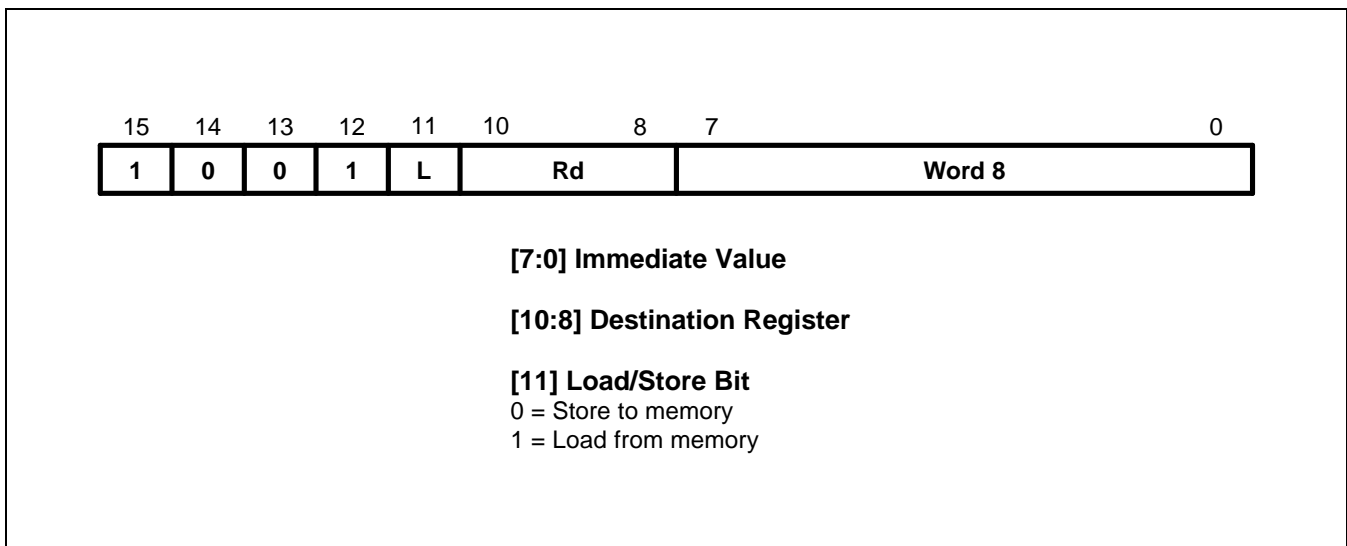 15 14 13 12 11 10 8 7 0
1 0 0 1 L Rd Word 8
[7:0] Immediate Value
[10:8] Destination Register
[11] Load/Store Bit
0 = Store to memory
1 = Load from memory